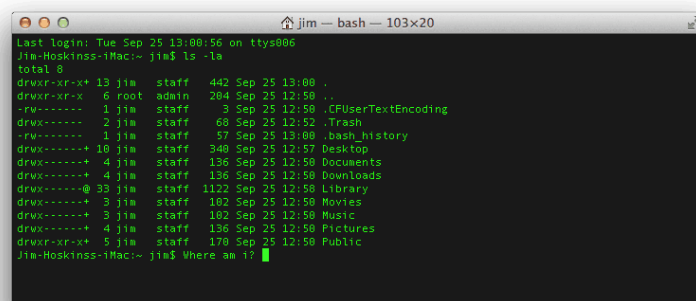 jim — bash — 103×20
Last login: Tue Sep 25 13:00:56 on ttys006
Jim-Hoskinss-iMac:~ jim$ ls -la
total 8
drwxr-xr-x+ 13 jim   staff   442 Sep 25 13:00 .
drwxr-xr-x   6 root  admin   204 Sep 25 12:50 ..
-rw-------   1 jim   staff     3 Sep 25 12:50 .CFUserTextEncoding
drwx------   2 jim   staff    68 Sep 25 12:52 .Trash
-rw-------   1 jim   staff    57 Sep 25 13:00 .bash_history
drwx------+ 10 jim   staff   340 Sep 25 12:57 Desktop
drwx------+  4 jim   staff   136 Sep 25 12:50 Documents
drwx------+  4 jim   staff   136 Sep 25 12:50 Downloads
drwx------@ 33 jim   staff  1122 Sep 25 12:50 Library
drwx------+  3 jim   staff   102 Sep 25 12:50 Movies
drwx------+  3 jim   staff   102 Sep 25 12:50 Music
drwx------+  4 jim   staff   136 Sep 25 12:50 Pictures
drwxr-xr-x+  5 jim   staff   170 Sep 25 12:50 Public
Jim-Hoskinss-iMac:~ jim$ Where am i?